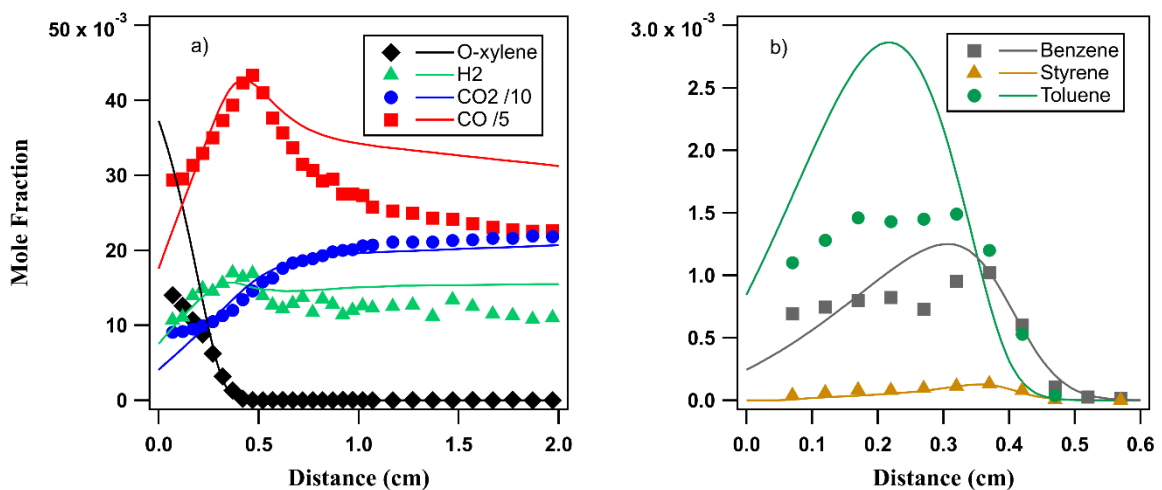 50 x 10⁻³
a)
O-xylene
H2
CO2 /10
CO /5
40
30
20
10
0
0.0 0.5 1.0 1.5 2.0
Distance (cm)
Mole Fraction
3.0 x 10⁻³
b)
Benzene
Styrene
Toluene
2.5
2.0
1.5
1.0
0.5
0.0
0.0 0.1 0.2 0.3 0.4 0.5 0.6
Distance (cm)